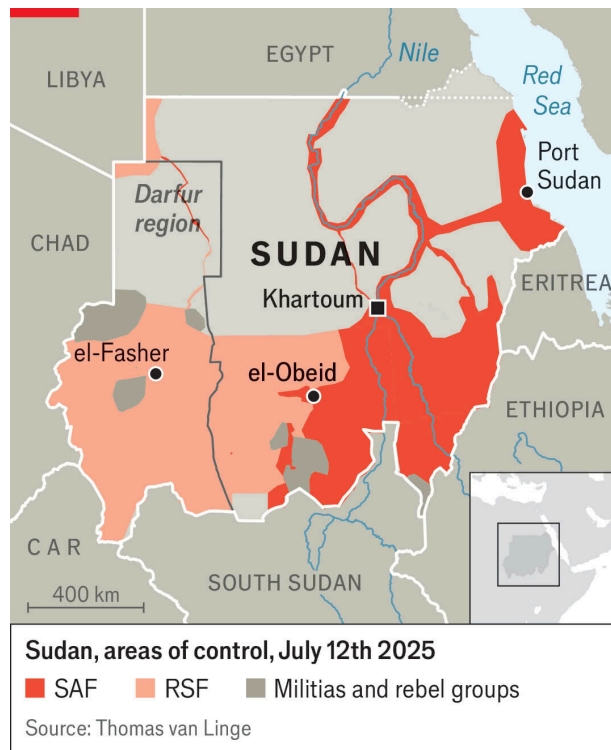 EGYPT
Nile
LIBYA
Red
Sea
Port
Sudan
Darfur
region
CHAD
SUDAN
ERITREA
Khartoum
el-Fasher
el-Obeid
ETHIOPIA
CAR
SOUTH SUDAN
400 km
Sudan, areas of control, July 12th 2025
SAF RSF Militias and rebel groups
Source: Thomas van Linge